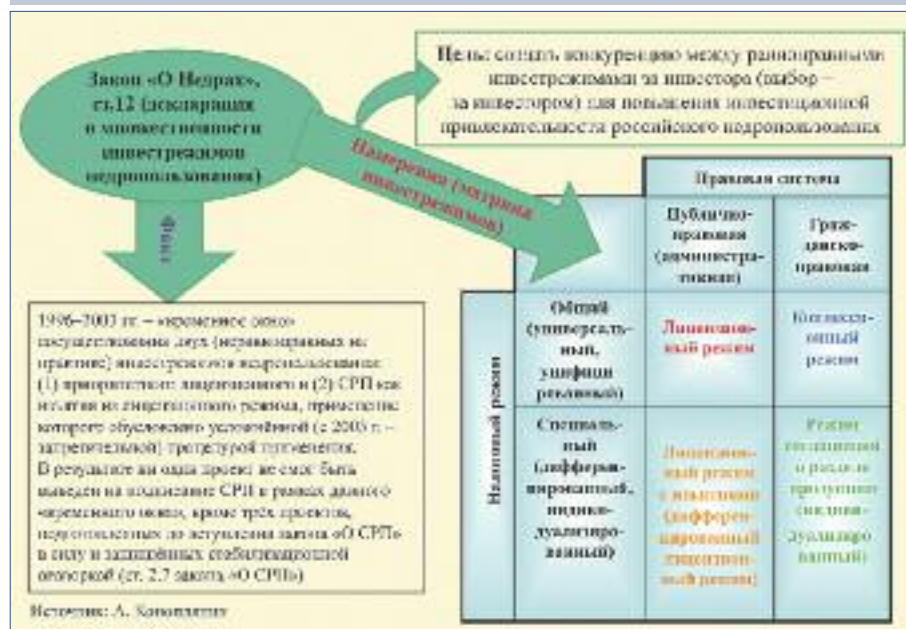 Закон «О Недрах»,
ст.12 (декларация
о множественности
инвестрежимов
недропользования)
Цель: создать конкуренцию между равноправными
инвестрежимами за инвестора (выбор –
за инвестором) для повышения инвестиционной
привлекательности российского недропользования
Намерения (матрица
инвестрежимов)
Факт
1996–2003 гг. – «временное окно»
сосуществования двух (неравноправных на
практике) инвестрежимов недропользования:
(1) приоритетного лицензионного и (2) СРП как
изъятия из лицензионного режима, применение
которого обусловлено усложнённой (с 2003 г. –
запретительной) процедурой применения.
В результате ни один проект не смог быть
выведен на подписание СРП в рамках данного
«временного окна», кроме трёх проектов,
подготовленных до вступления закона «О СРП»
в силу и защищённых стабилизационной
оговоркой (ст. 2.7 закона «О СРП»)
Правовая система
Публично-
правовая
(администра-
тивная)
Граж-
данско-
правовая
Налоговый режим
Общий
(универсаль-
ный,
унифици
рованный)
Лицензион-
ный режим
Концессион-
ный
режим
Специаль-
ный
(дифферен-
цированный,
индиви-
дуализиро-
ванный)
Лицензион-
ный режим
с изъятиями
(дифферен-
цированный
лицензион-
ный режим)
Режим
соглашений
о разделе
продукции
(индиви-
дуализиро
ванный)
Источник: А. Конопляник